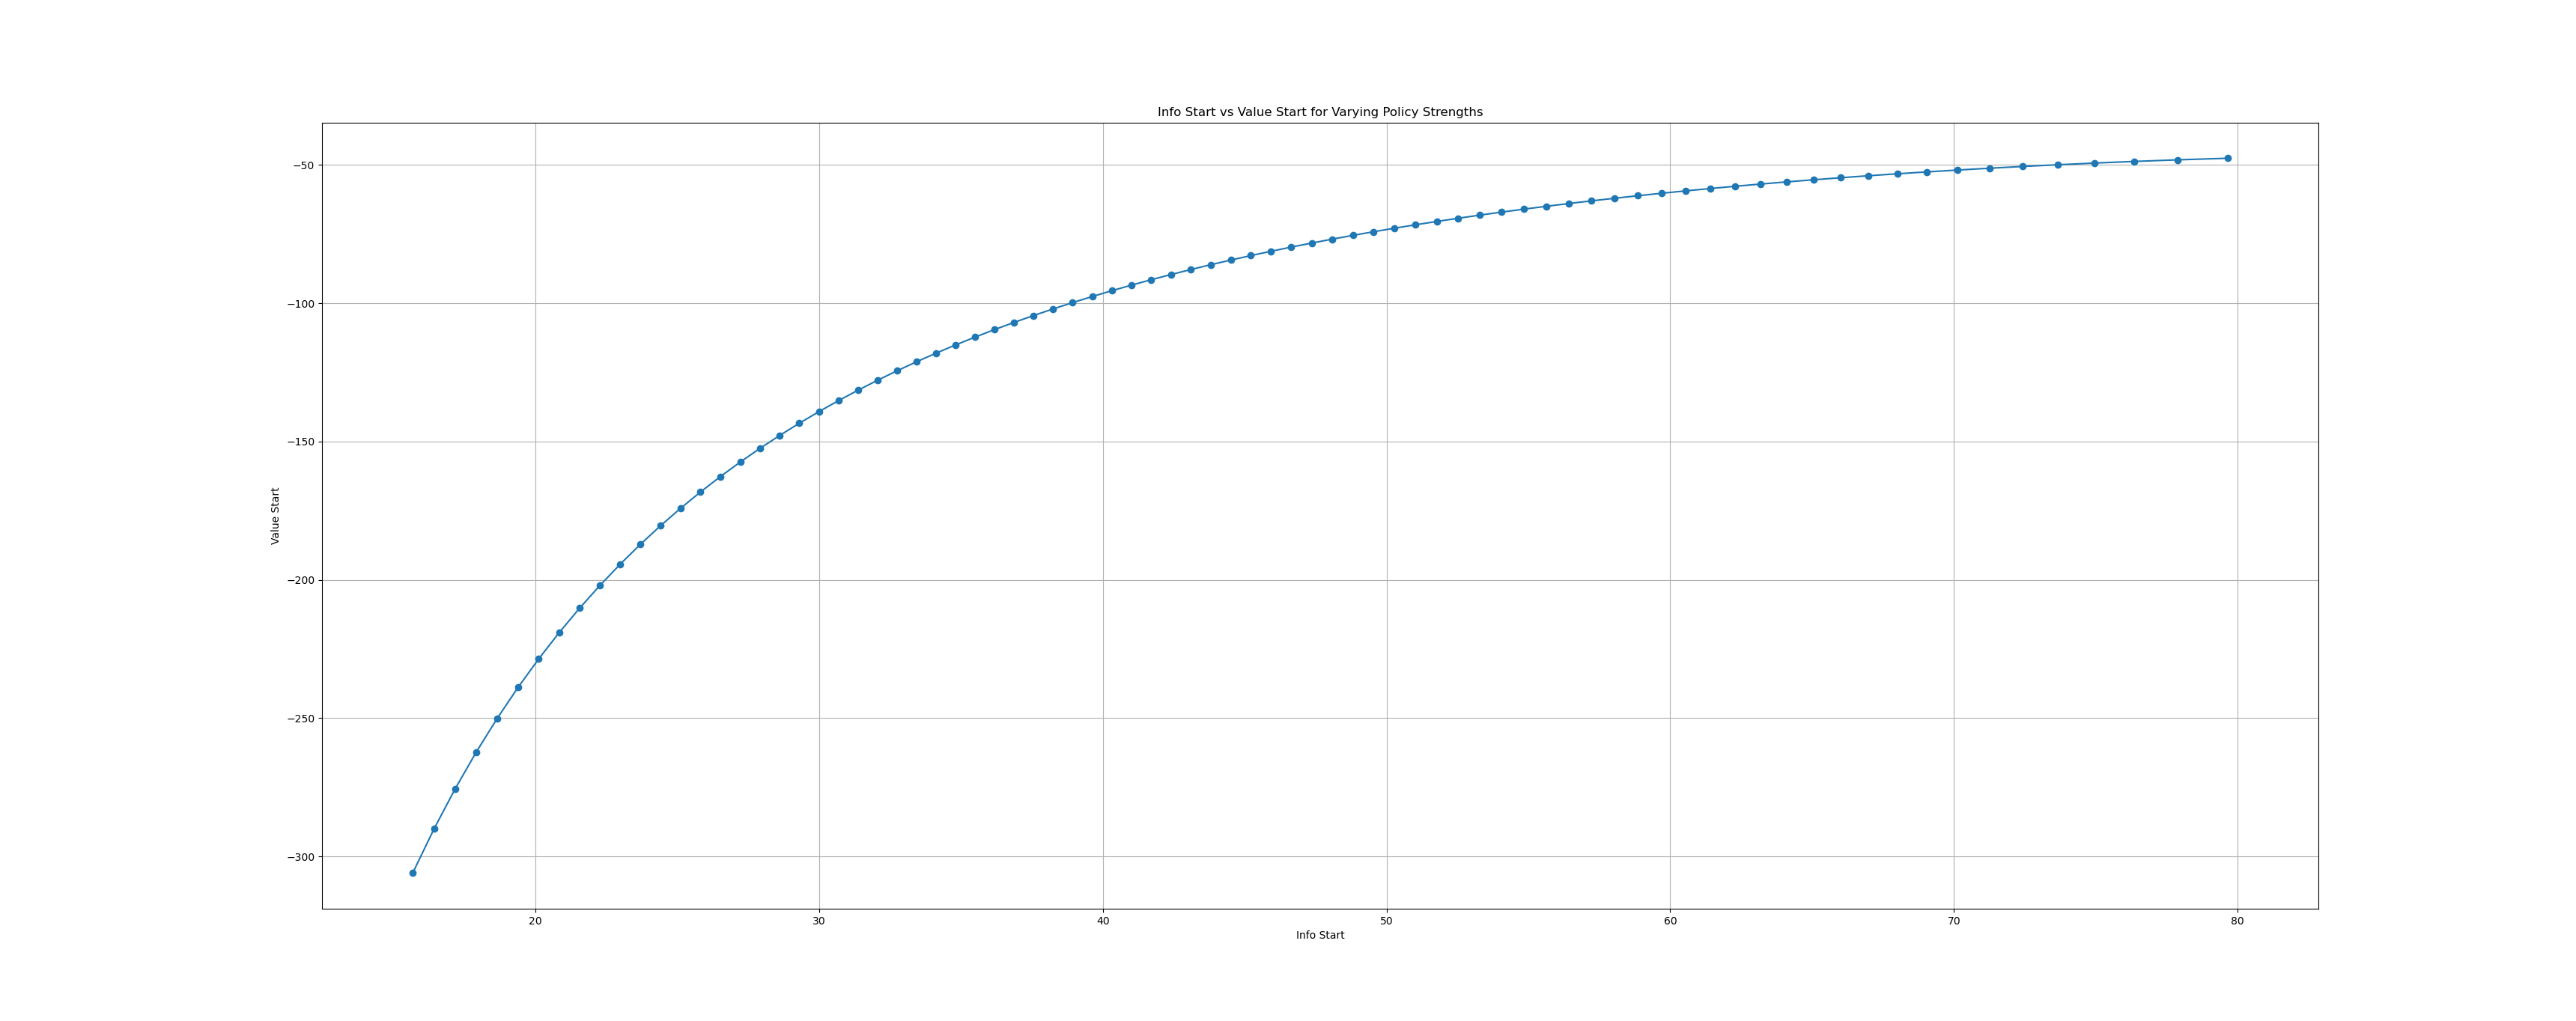 Info Start vs Value Start for Varying Policy Strengths
−50
−100
−150
−200
−250
−300
Value Start
20 30 40 50 60 70 80
Info Start